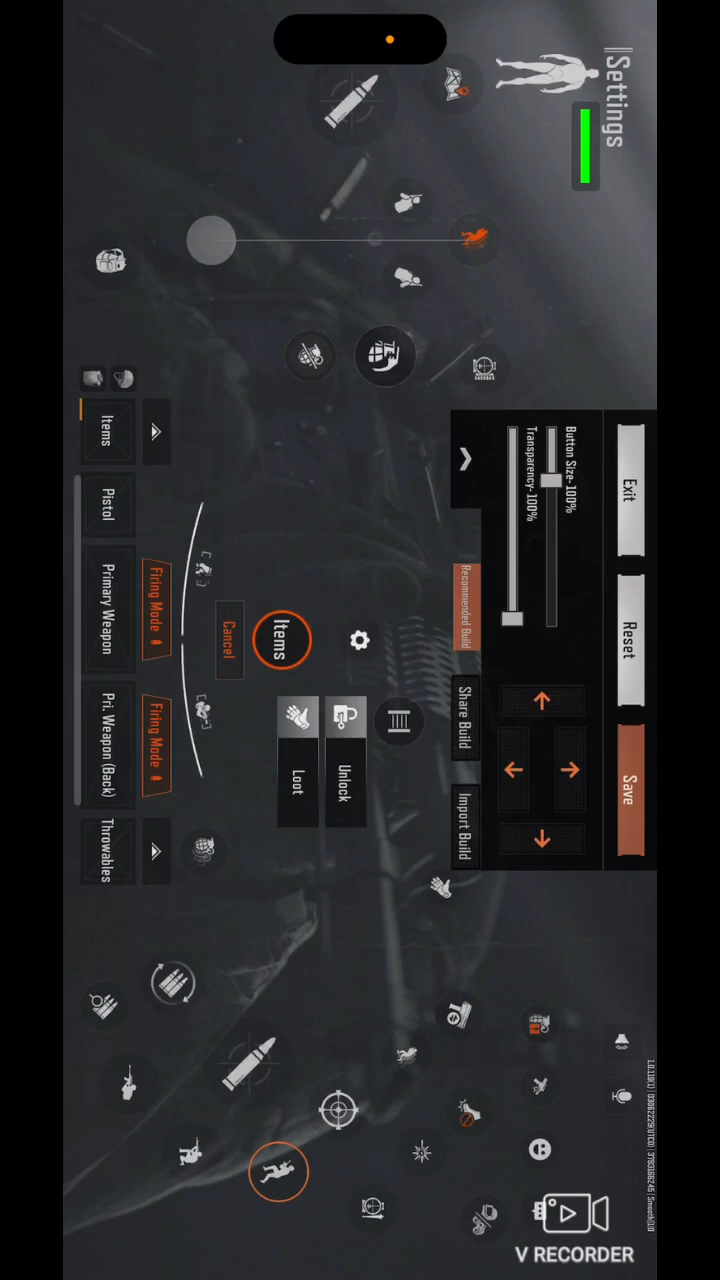 Settings
Exit
Reset
Save
Button Size-100%
Transparency-100%
Recommended Build
Share Build
Import Build
Unlock
Loot
Items
Cancel
Firing Mode
Firing Mode
Items
Pistol
Primary Weapon
Pri. Weapon (Back)
Throwables
V RECORDER